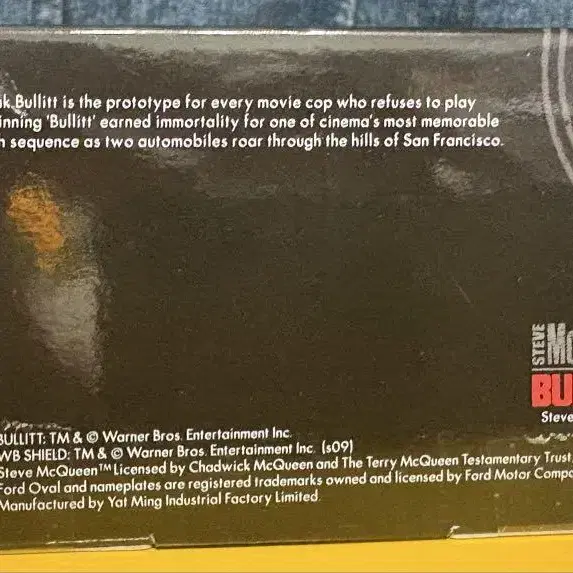 k Bullitt is the prototype for every movie cop who refuses to play
inning 'Bullitt' earned immortality for one of cinema's most memorable
sequence as two automobiles roar through the hills of San Francisco.
STEVE
Mc
BU
Steve
BULLITT: TM & © Warner Bros. Entertainment Inc.
WB SHIELD: TM & © Warner Bros. Entertainment Inc. (s09)
Steve McQueen™ Licensed by Chadwick McQueen and The Terry McQueen Testamentary Trust
Ford Oval and nameplates are registered trademarks owned and licensed by Ford Motor Compa
Manufactured by Yat Ming Industrial Factory Limited.